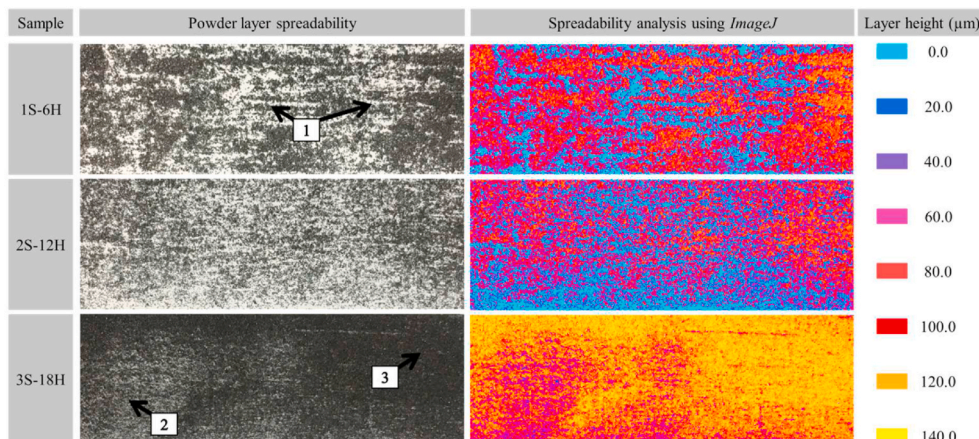 Sample Powder layer spreadability Spreadability analysis using ImageJ Layer height (µm)
1S-6H
1
2S-12H
3S-18H
2
3
0.0
20.0
40.0
60.0
80.0
100.0
120.0
140.0